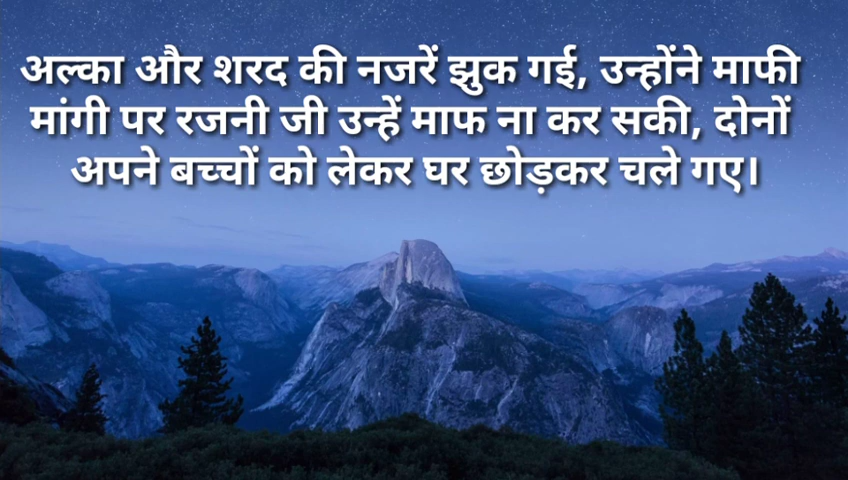 अल्का और शरद की नजरें झुक गई, उन्होंने माफी
मांगी पर रजनी जी उन्हें माफ ना कर सकी, दोनों
अपने बच्चों को लेकर घर छोड़कर चले गए।